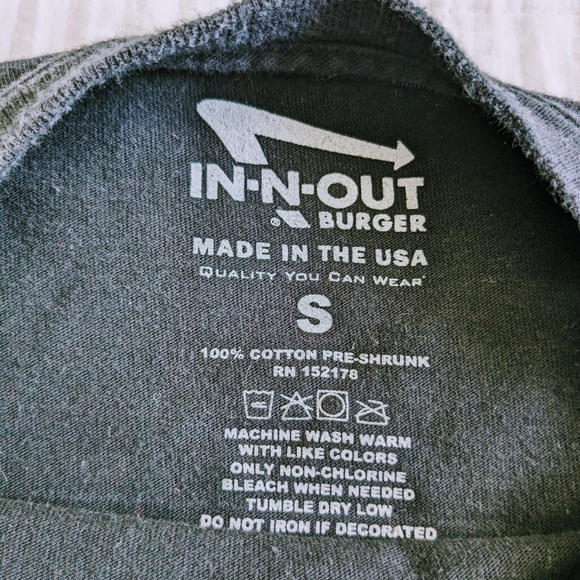 IN-N-OUT
® BURGER
MADE IN THE USA
QUALITY YOU CAN WEAR
S
100% COTTON PRE-SHRUNK
RN 152178
MACHINE WASH WARM
WITH LIKE COLORS
ONLY NON-CHLORINE
BLEACH WHEN NEEDED
TUMBLE DRY LOW
DO NOT IRON IF DECORATED